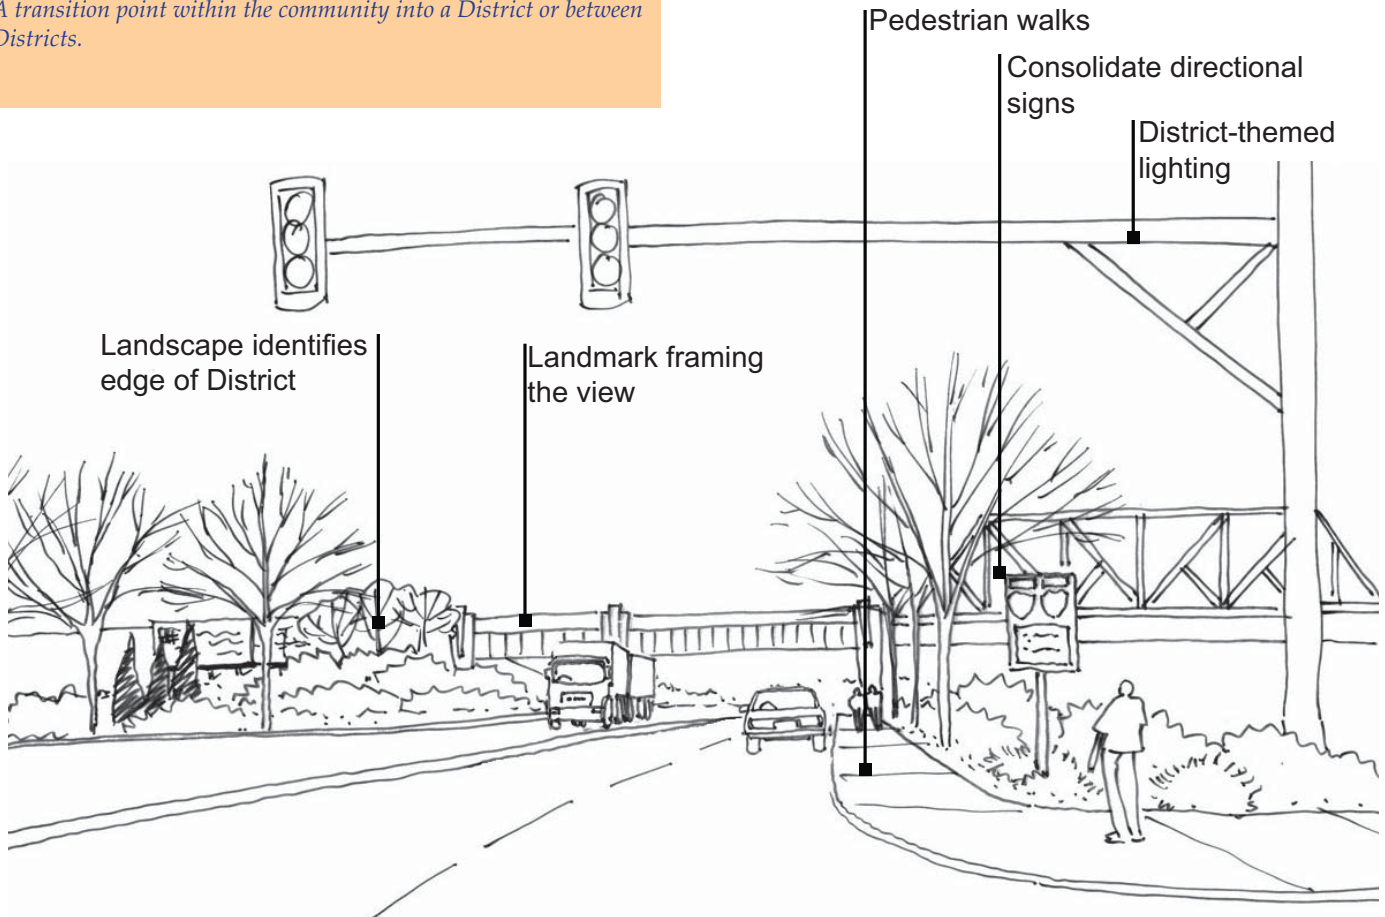 A transition point within the community into a District or between
Districts.
Pedestrian walks
Consolidate directional
signs
District-themed
lighting
Landscape identifies
edge of District
Landmark framing
the view